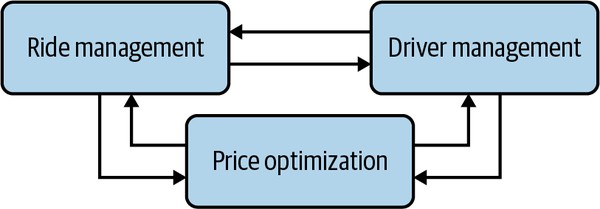 Ride management
Driver management
Price optimization